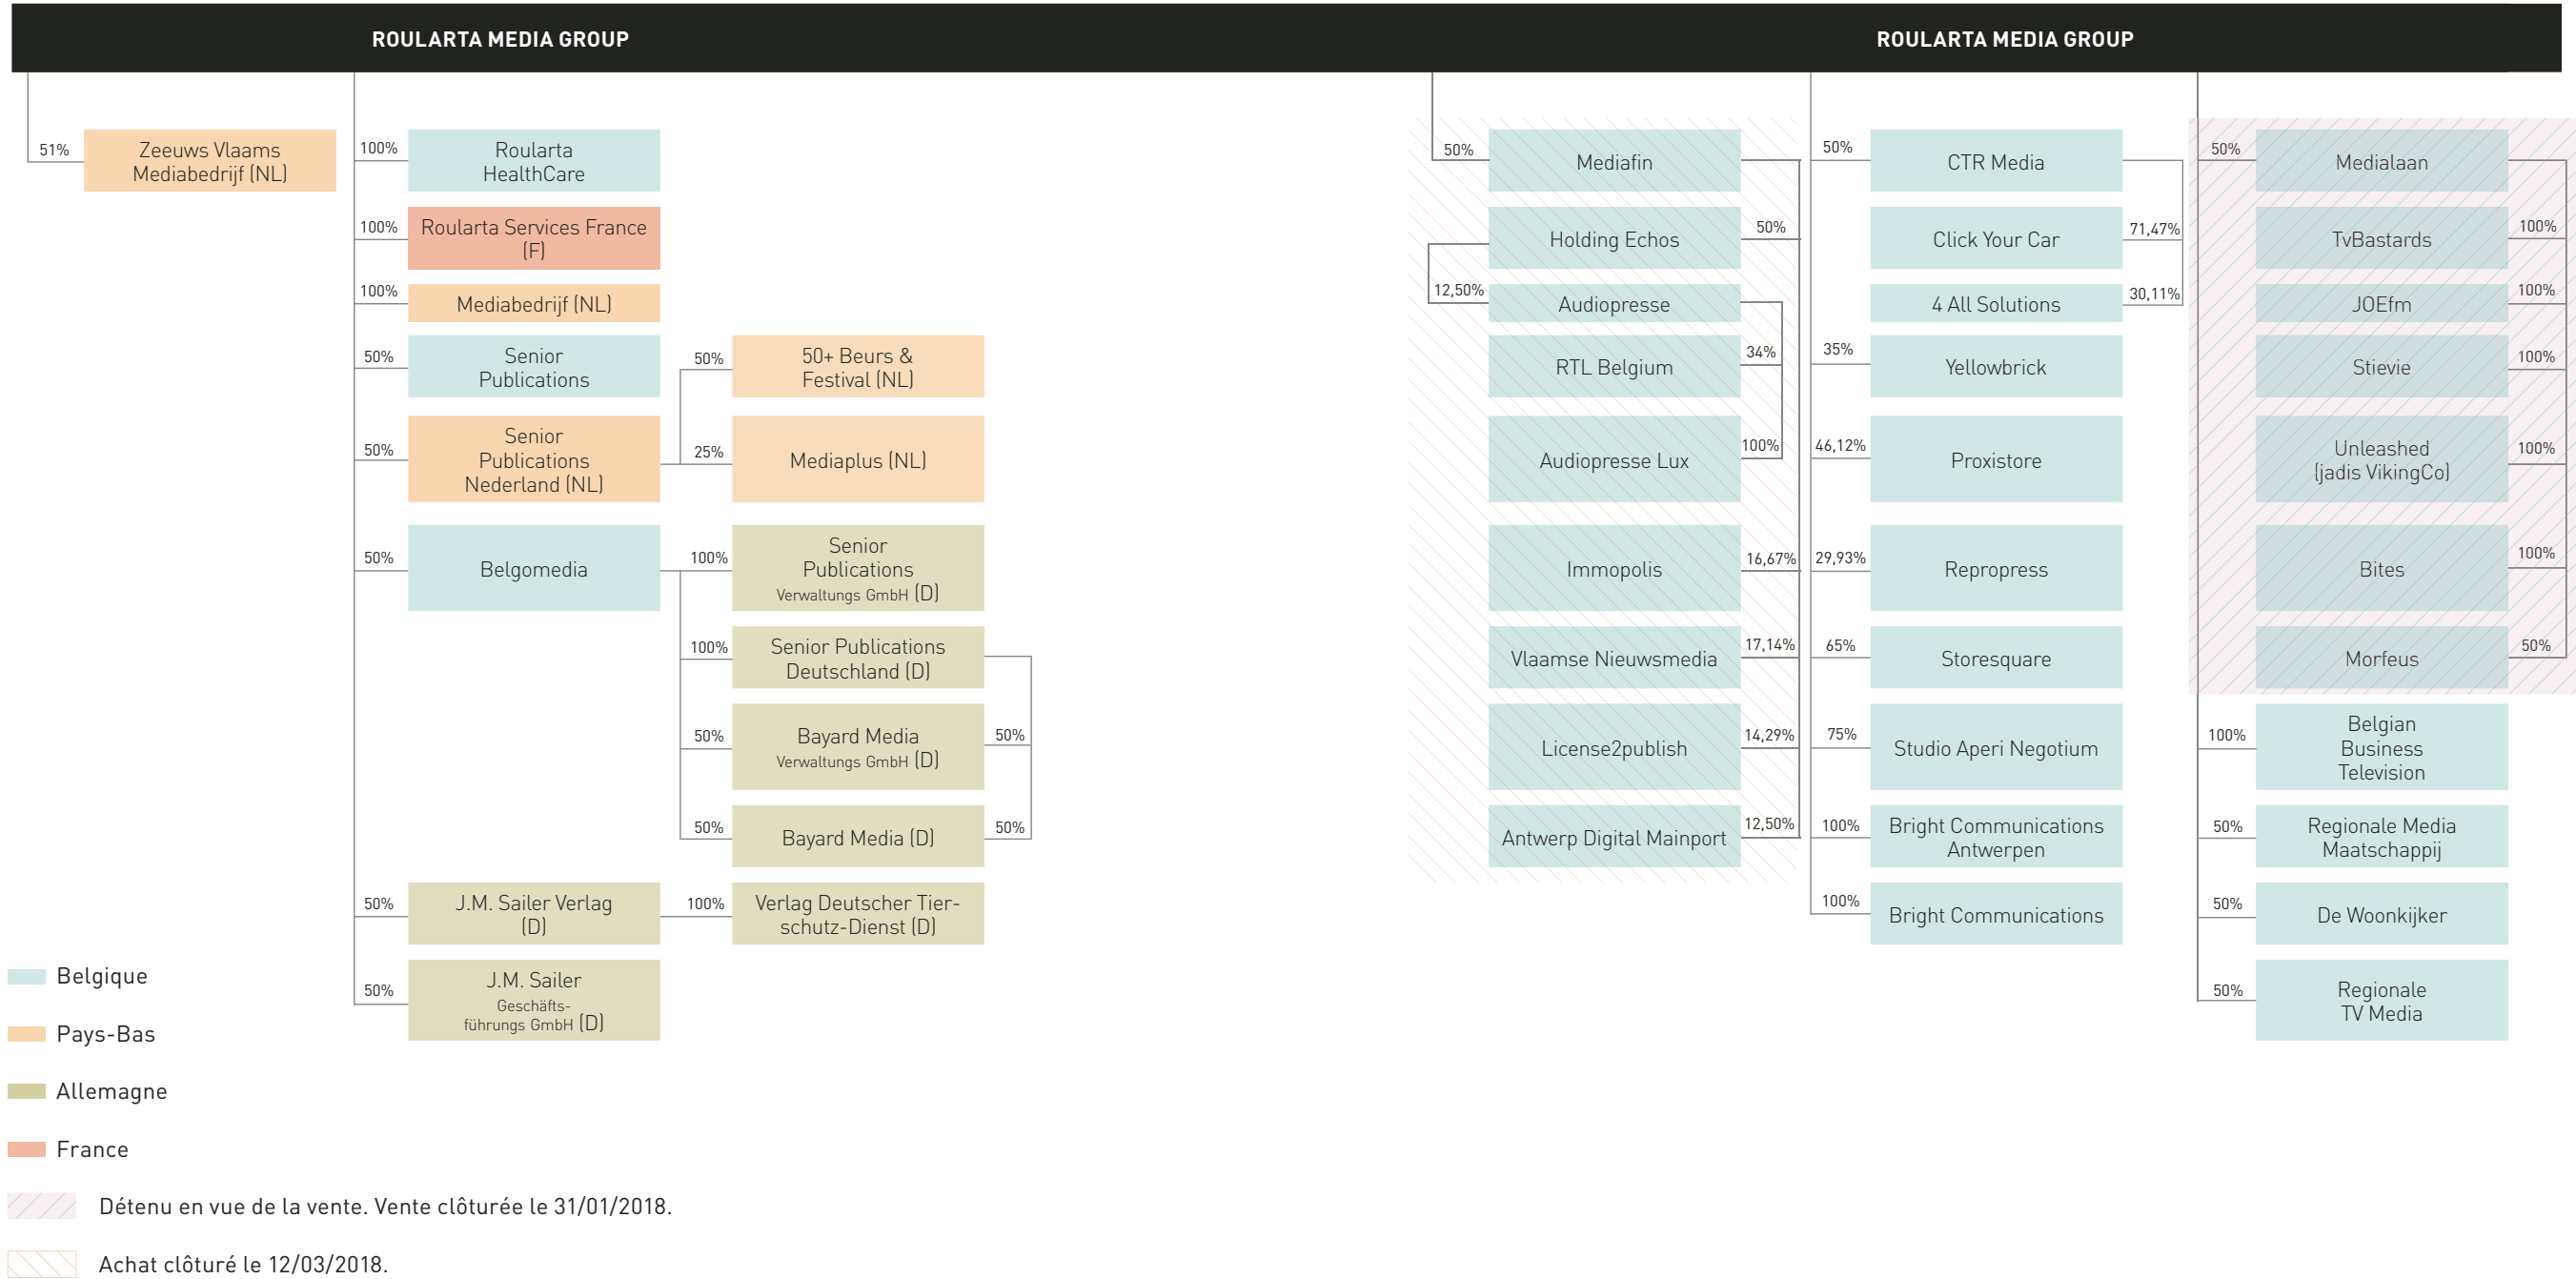 ROULARTA MEDIA GROUP
ROULARTA MEDIA GROUP
51%
Zeeuws Vlaams
Mediabedrijf (NL)
100%
Roularta
HealthCare
100%
Roularta Services France
(F)
100%
Mediabedrijf (NL)
50%
Senior
Publications
50%
Senior
Publications
Nederland (NL)
50%
50+ Beurs &
Festival (NL)
25%
Mediaplus (NL)
50%
Belgomedia
100%
Senior
Publications
Verwaltungs GmbH (D)
100%
Senior Publications
Deutschland (D)
50%
Bayard Media
Verwaltungs GmbH (D)
50%
50%
Bayard Media (D)
50%
50%
J.M. Sailer Verlag
(D)
100%
Verlag Deutscher Tier-
schutz-Dienst (D)
50%
J.M. Sailer
Geschäfts-
führungs GmbH (D)
50%
Mediafin
Holding Echos
50%
12,50%
Audiopresse
RTL Belgium
34%
Audiopresse Lux
100%
Immopolis
16,67%
Vlaamse Nieuwsmedia
17,14%
License2publish
14,29%
Antwerp Digital Mainport
12,50%
50%
CTR Media
Click Your Car
71,47%
4 All Solutions
30,11%
35%
Yellowbrick
46,12%
Proxistore
29,93%
Repropress
65%
Storesquare
75%
Studio Aperi Negotium
100%
Bright Communications
Antwerpen
100%
Bright Communications
50%
Medialaan
TvBastards
100%
JOEfm
100%
Stievie
100%
Unleashed
(jadis VikingCo)
100%
Bites
100%
Morfeus
50%
100%
Belgian
Business
Television
50%
Regionale Media
Maatschappij
50%
De Woonkijker
50%
Regionale
TV Media
Belgique
Pays-Bas
Allemagne
France
Détenu en vue de la vente. Vente clôturée le 31/01/2018.
Achat clôturé le 12/03/2018.